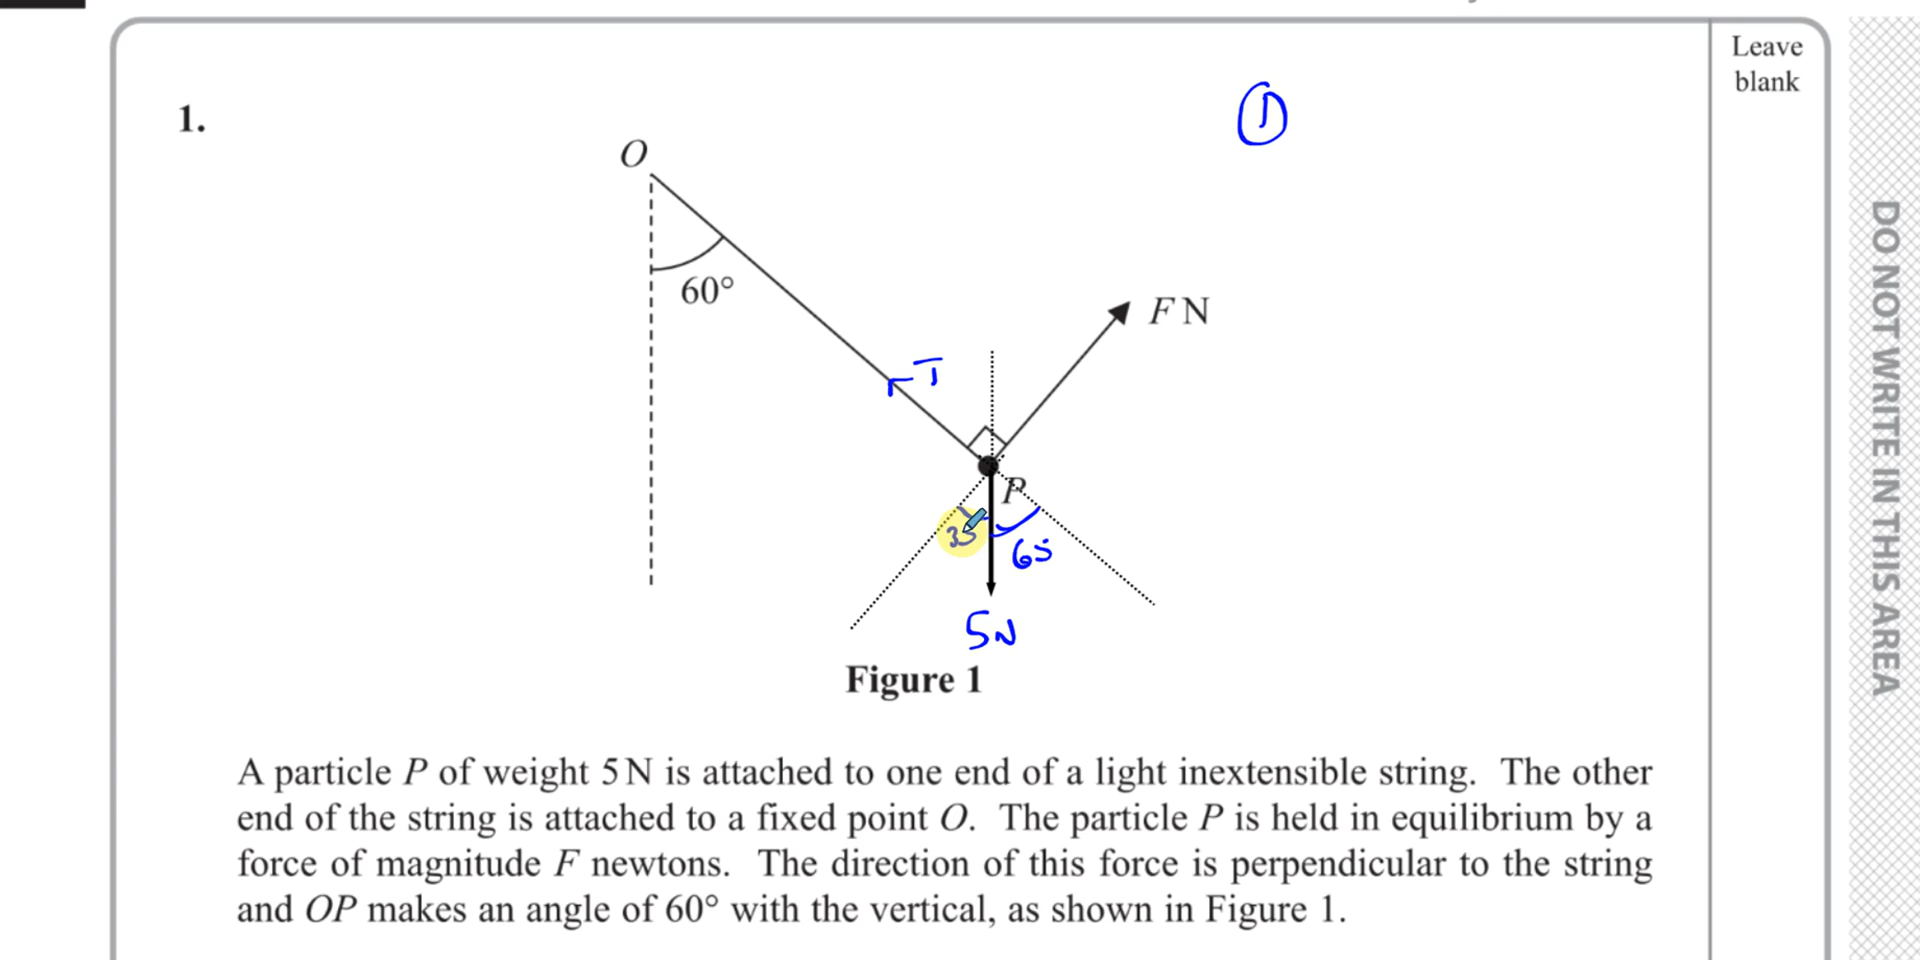 Leave
blank
1.
①
O
60°
F N
T
P
35
65
5N
Figure 1
A particle P of weight 5 N is attached to one end of a light inextensible string. The other
end of the string is attached to a fixed point O. The particle P is held in equilibrium by a
force of magnitude F newtons. The direction of this force is perpendicular to the string
and OP makes an angle of 60° with the vertical, as shown in Figure 1.
DO NOT WRITE IN THIS AREA